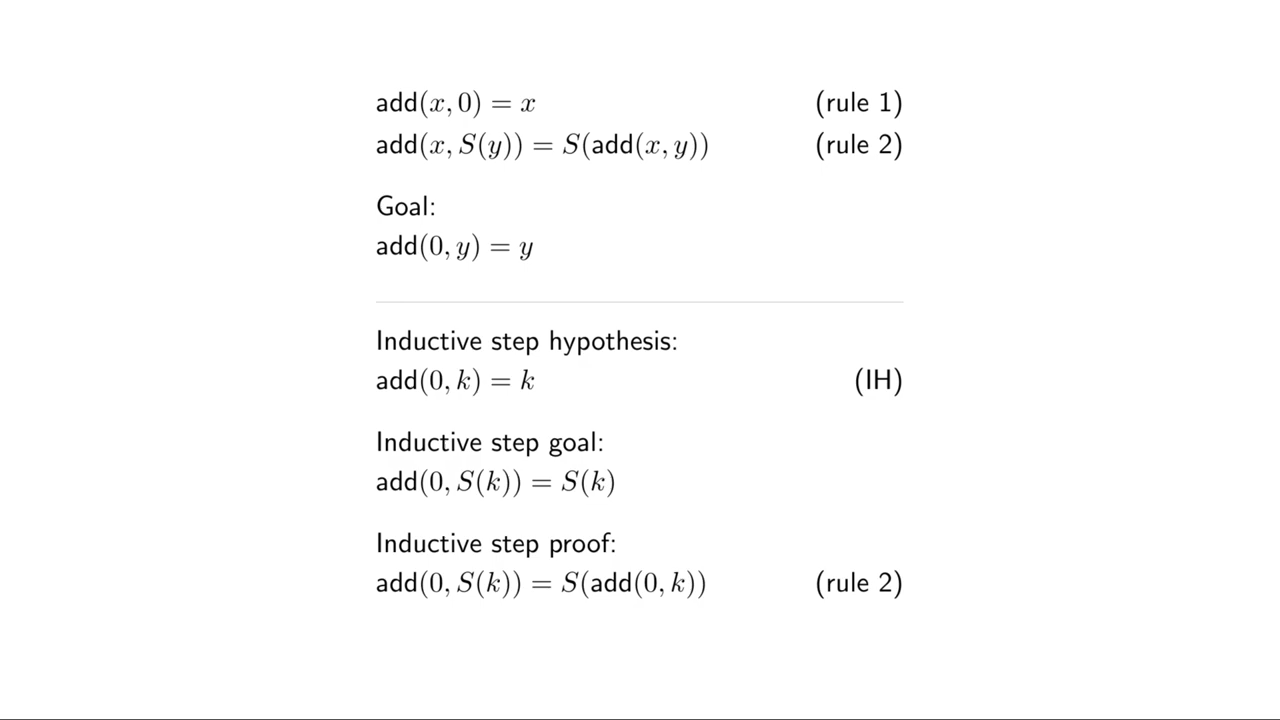 add(x, 0) = x (rule 1)
add(x, S(y)) = S(add(x, y)) (rule 2)
Goal:
add(0, y) = y
Inductive step hypothesis:
add(0, k) = k (IH)
Inductive step goal:
add(0, S(k)) = S(k)
Inductive step proof:
add(0, S(k)) = S(add(0, k)) (rule 2)